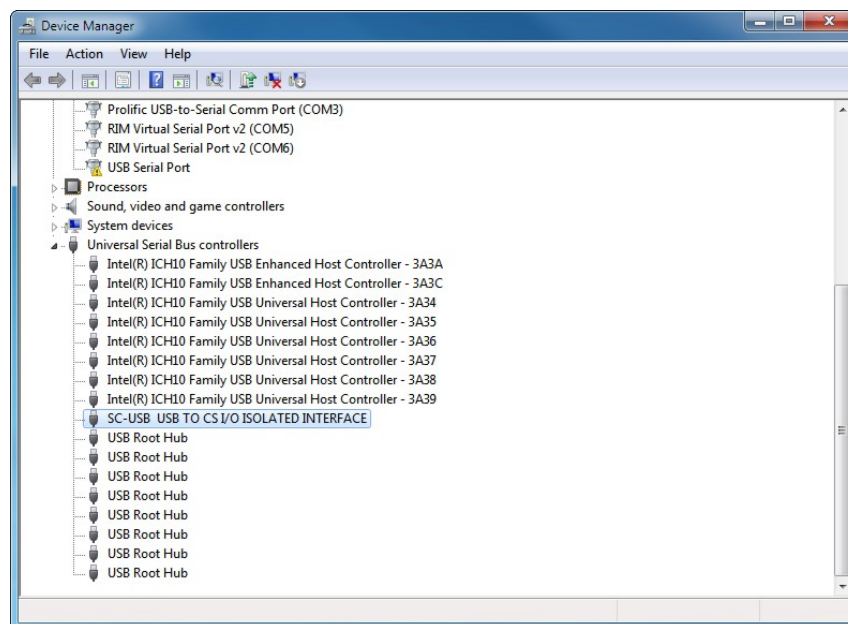 Device Manager
File Action View Help
Prolific USB-to-Serial Comm Port (COM3)
RIM Virtual Serial Port v2 (COM5)
RIM Virtual Serial Port v2 (COM6)
USB Serial Port
Processors
Sound, video and game controllers
System devices
Universal Serial Bus controllers
Intel(R) ICH10 Family USB Enhanced Host Controller - 3A3A
Intel(R) ICH10 Family USB Enhanced Host Controller - 3A3C
Intel(R) ICH10 Family USB Universal Host Controller - 3A34
Intel(R) ICH10 Family USB Universal Host Controller - 3A35
Intel(R) ICH10 Family USB Universal Host Controller - 3A36
Intel(R) ICH10 Family USB Universal Host Controller - 3A37
Intel(R) ICH10 Family USB Universal Host Controller - 3A38
Intel(R) ICH10 Family USB Universal Host Controller - 3A39
SC-USB  USB TO CS I/O ISOLATED INTERFACE
USB Root Hub
USB Root Hub
USB Root Hub
USB Root Hub
USB Root Hub
USB Root Hub
USB Root Hub
USB Root Hub